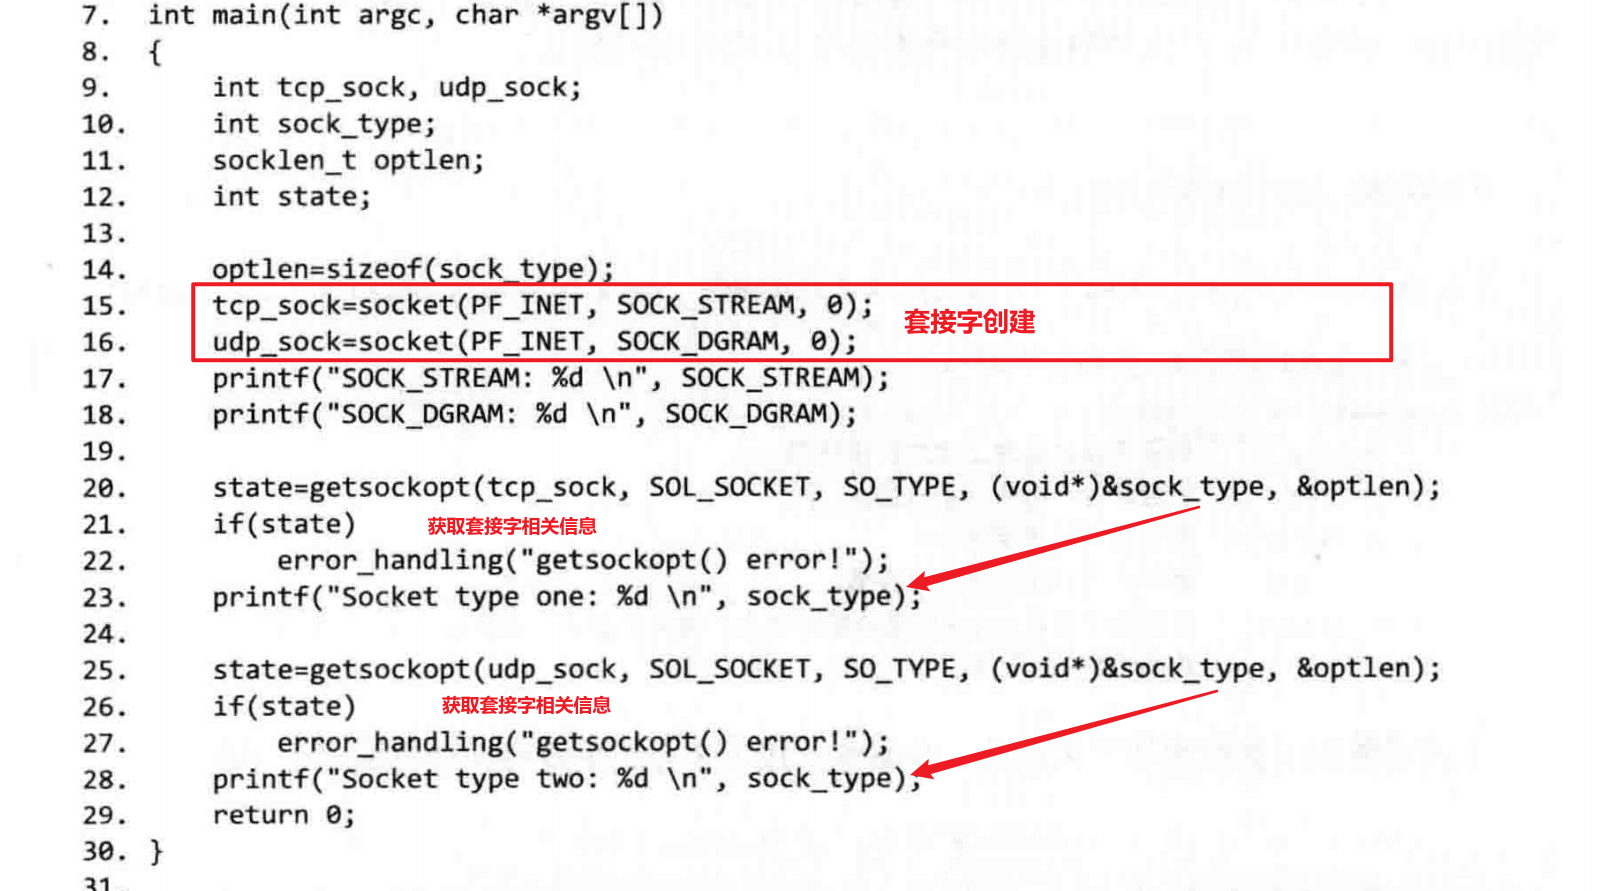 7. int main(int argc, char *argv[])
8. {
9. int tcp_sock, udp_sock;
10. int sock_type;
11. socklen_t optlen;
12. int state;
13.
14. optlen=sizeof(sock_type);
15. tcp_sock=socket(PF_INET, SOCK_STREAM, 0);
套接字创建
16. udp_sock=socket(PF_INET, SOCK_DGRAM, 0);
17. printf("SOCK_STREAM: %d \n", SOCK_STREAM);
18. printf("SOCK_DGRAM: %d \n", SOCK_DGRAM);
19.
20. state=getsockopt(tcp_sock, SOL_SOCKET, SO_TYPE, (void*)&sock_type, &optlen);
21. if(state) 获取套接字相关信息
22. error_handling("getsockopt() error!");
23. printf("Socket type one: %d \n", sock_type);
24.
25. state=getsockopt(udp_sock, SOL_SOCKET, SO_TYPE, (void*)&sock_type, &optlen);
26. if(state) 获取套接字相关信息
27. error_handling("getsockopt() error!");
28. printf("Socket type two: %d \n", sock_type);
29. return 0;
30. }
31.